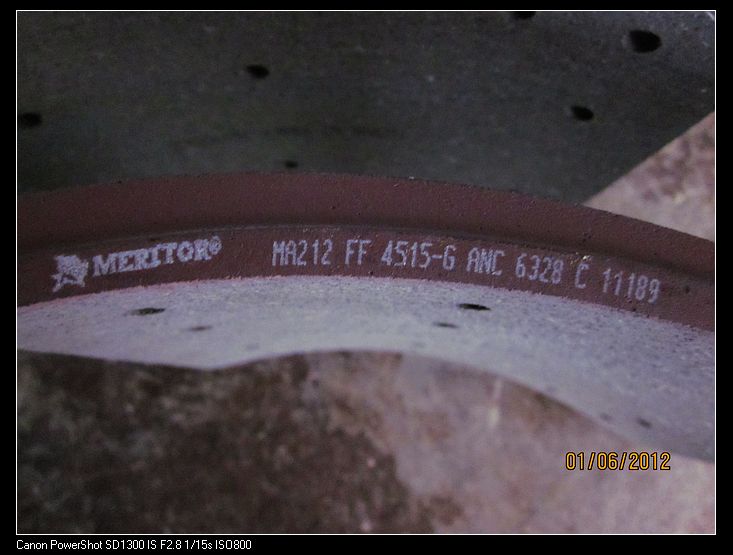 MERITOR® MA212 FF 4515-G ANC 6328 C 11189
01/06/2012
Canon PowerShot SD1300 IS F2.8 1/15s ISO800